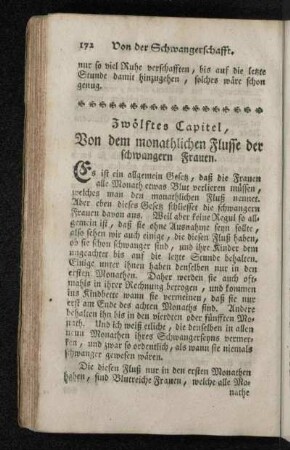 172 Von der Schwangerschafft.
nur so viel Ruhe verschafften, bis auf die letzte
Stunde damit hinzugehen, solches wäre schon
genug.
Zwölftes Capitel,
Von dem monathlichen Flusse der
schwangern Frauen.
Es ist ein allgemein Gesetz, daß die Frauen
alle Monath etwas Blut verlieren müssen,
welches man den monathlichen Fluß nennet.
Aber eben dieses Gesetz schliesset die schwangern
Frauen davon aus. Weil aber keine Regul so all-
gemein ist, daß sie ohne Ausnahme seyn sollte,
also sehen wir auch einige, die diesen Fluß haben,
ob sie schon schwanger sind, und ihre Kinder dem
ungeachtet bis auf die letzte Stunde behalten.
Einige unter ihnen haben denselben nur in den
ersten Monathen. Daher werden sie auch oft-
mahls in ihrer Rechnung betrogen, und kommen
ins Kindbette wann sie vermeinen, daß sie nur
erst am Ende des achten Monaths sind. Andere
behalten ihn bis in den vierdten oder fünfften Mo-
nath. Und ich weiß etliche, die denselben in allen
neun Monathen ihres Schwangerseyns vermer-
ken, und zwar so ordentlich, als wann sie niemals
schwanger gewesen wären.
Die diesen Fluß nur in den ersten Monathen
haben, sind Blutreiche Frauen, welche alle Mo-
nathe